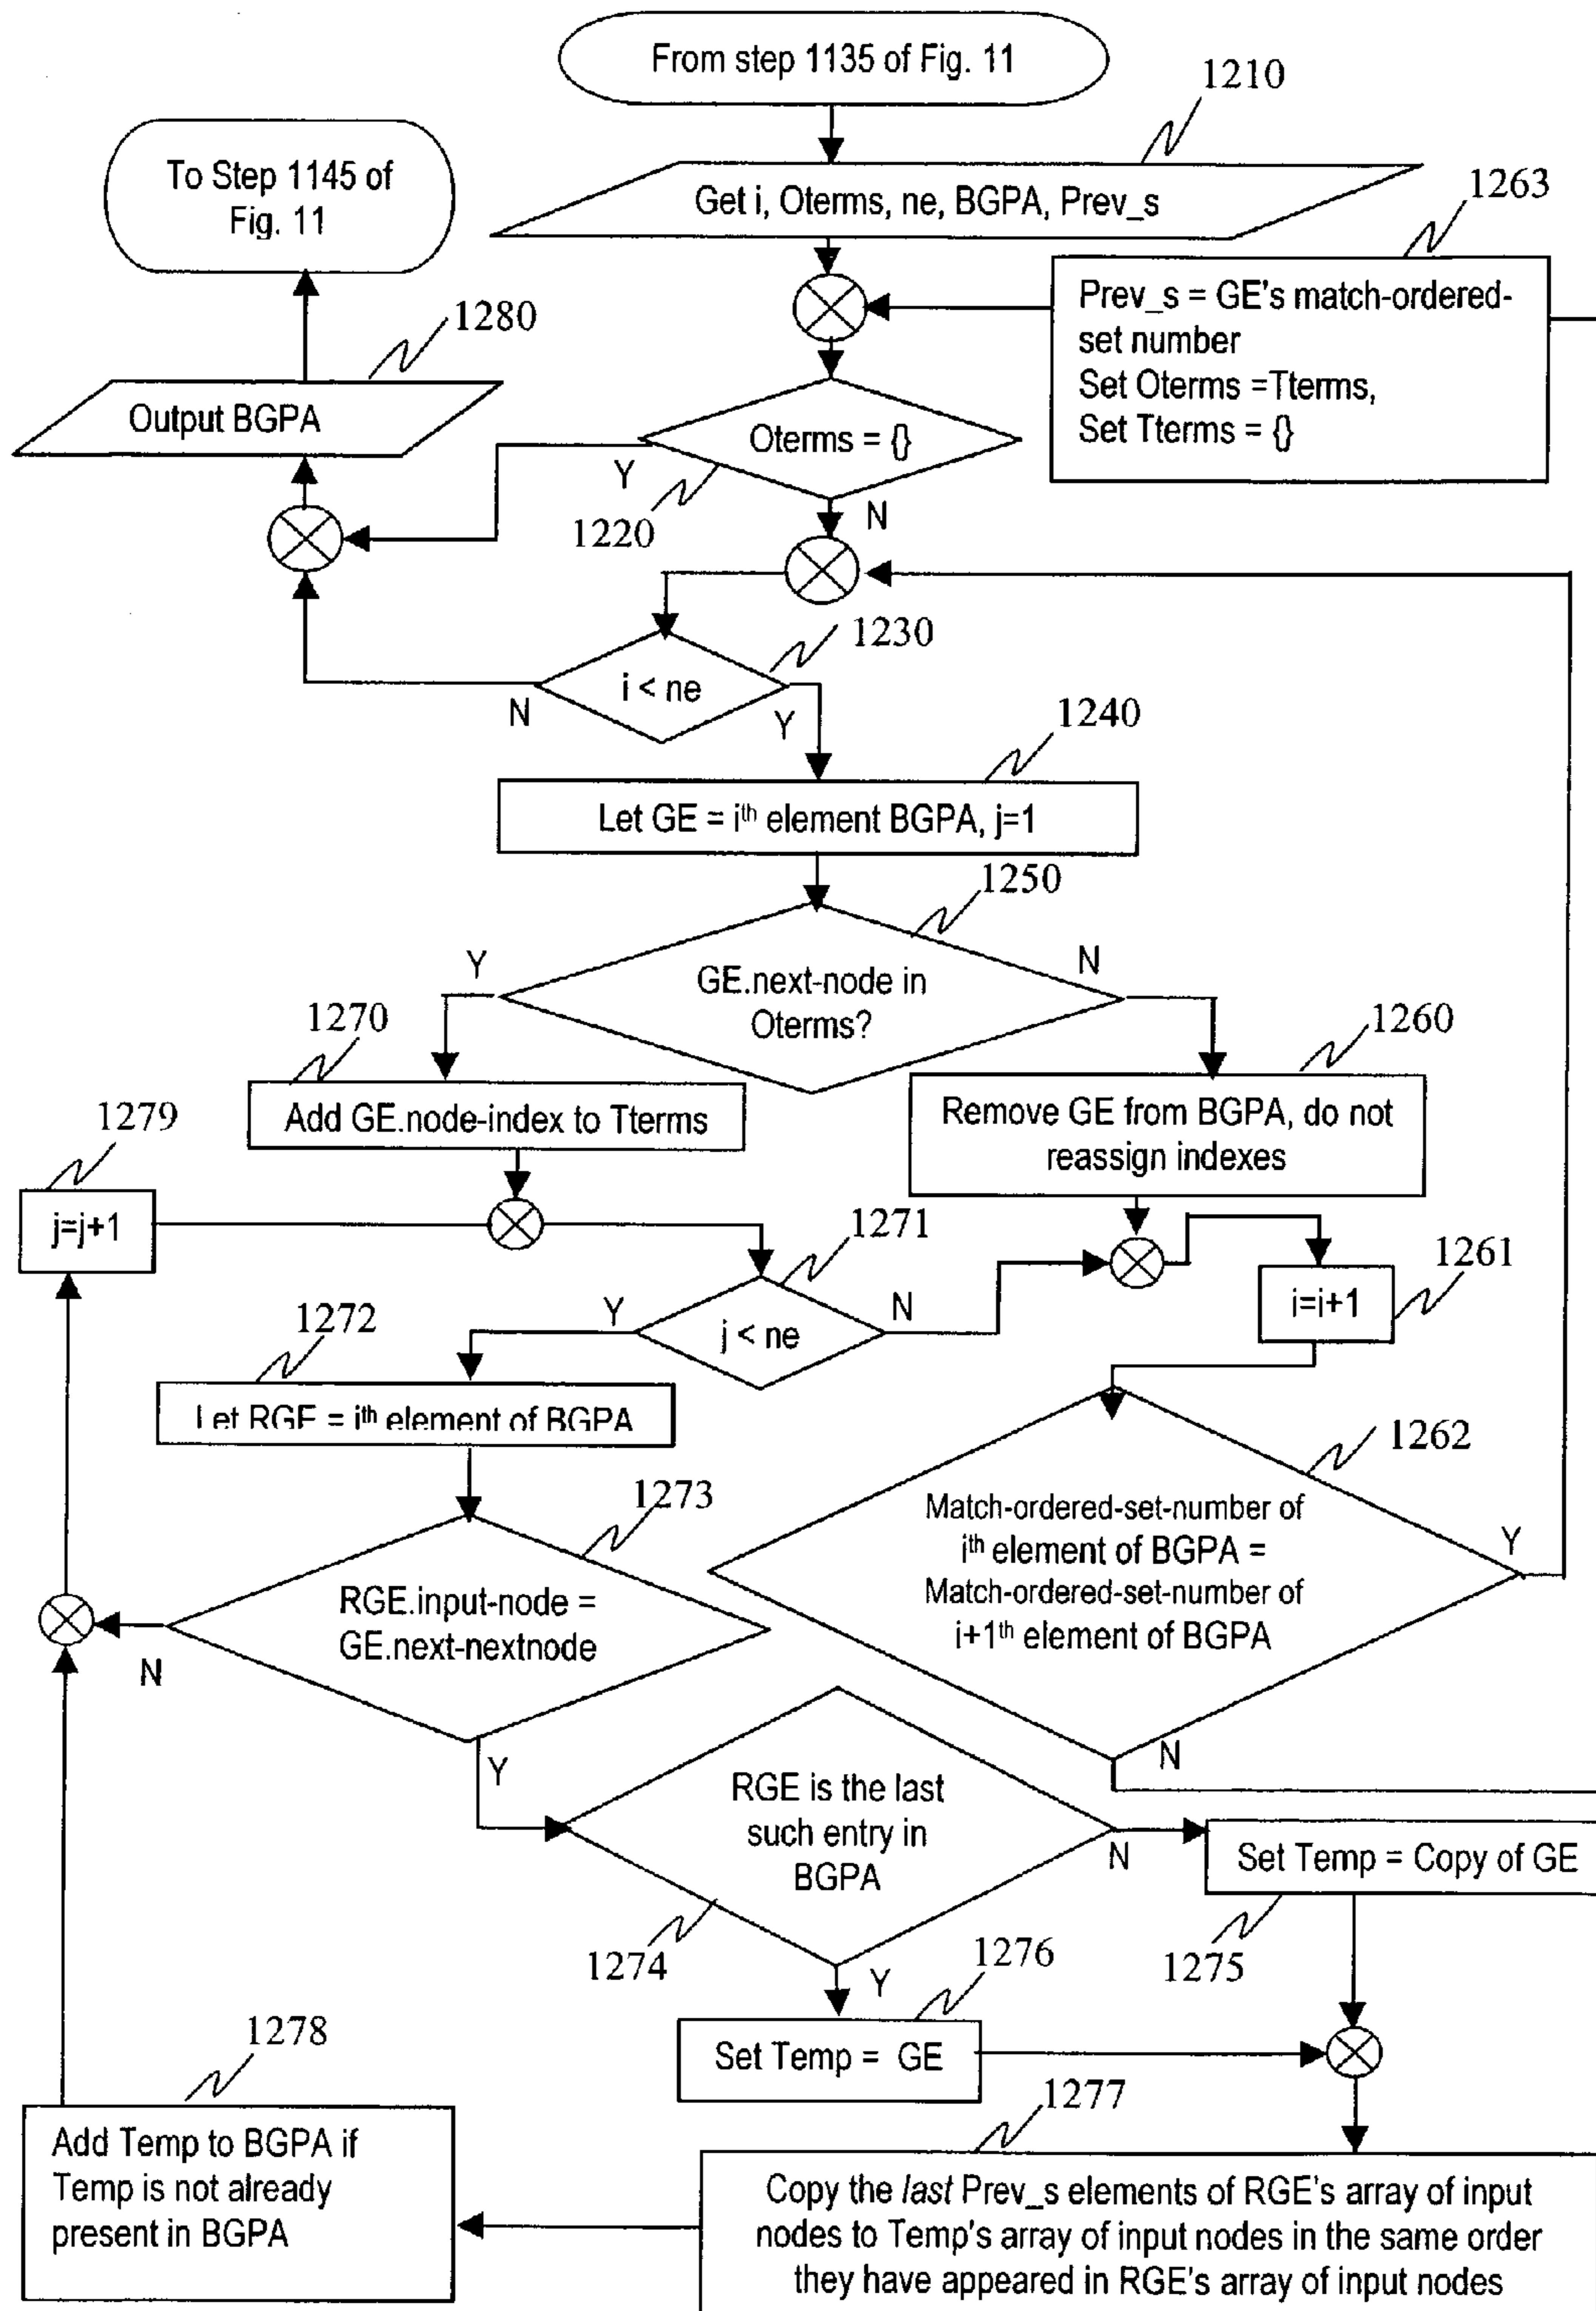 From step 1135 of Fig. 11
1210
To Step 1145 of
Fig. 11
Get i, Oterms, ne, BGPA, Prev_s
1263
Prev_s = GE's match-ordered-
set number
Set Oterms =Tterms,
Set Tterms = {}
1280
Output BGPA
Oterms = {}
Y
1220
N
1230
i < ne
N
Y
1240
Let GE = ith element BGPA, j=1
1250
Y
N
GE.next-node in
Oterms?
1270
1260
Add GE.node-index to Tterms
Remove GE from BGPA, do not
reassign indexes
1279
j=j+1
1271
1261
i=i+1
1272
Y
N
j < ne
Let RGE = ith element of BGPA
1262
1273
Match-ordered-set-number of
ith element of BGPA =
Match-ordered-set-number of
i+1th element of BGPA
Y
RGE.input-node =
GE.next-nextnode
N
Y
N
RGE is the last
such entry in
BGPA
N
Set Temp = Copy of GE
1274
1276
1275
Y
1278
Set Temp = GE
1277
Add Temp to BGPA if
Temp is not already
present in BGPA
Copy the last Prev_s elements of RGE's array of input
nodes to Temp's array of input nodes in the same order
they have appeared in RGE's array of input nodes